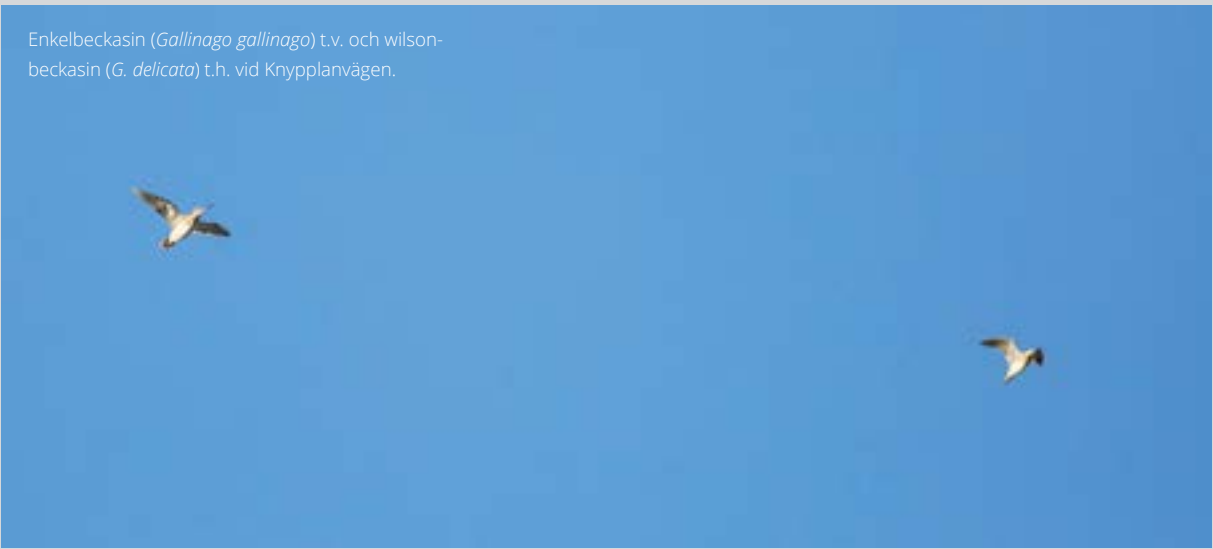 Enkelbeckasin (Gallinago gallinago) t.v. och wilson-
beckasin (G. delicata) t.h. vid Knypplanvägen.